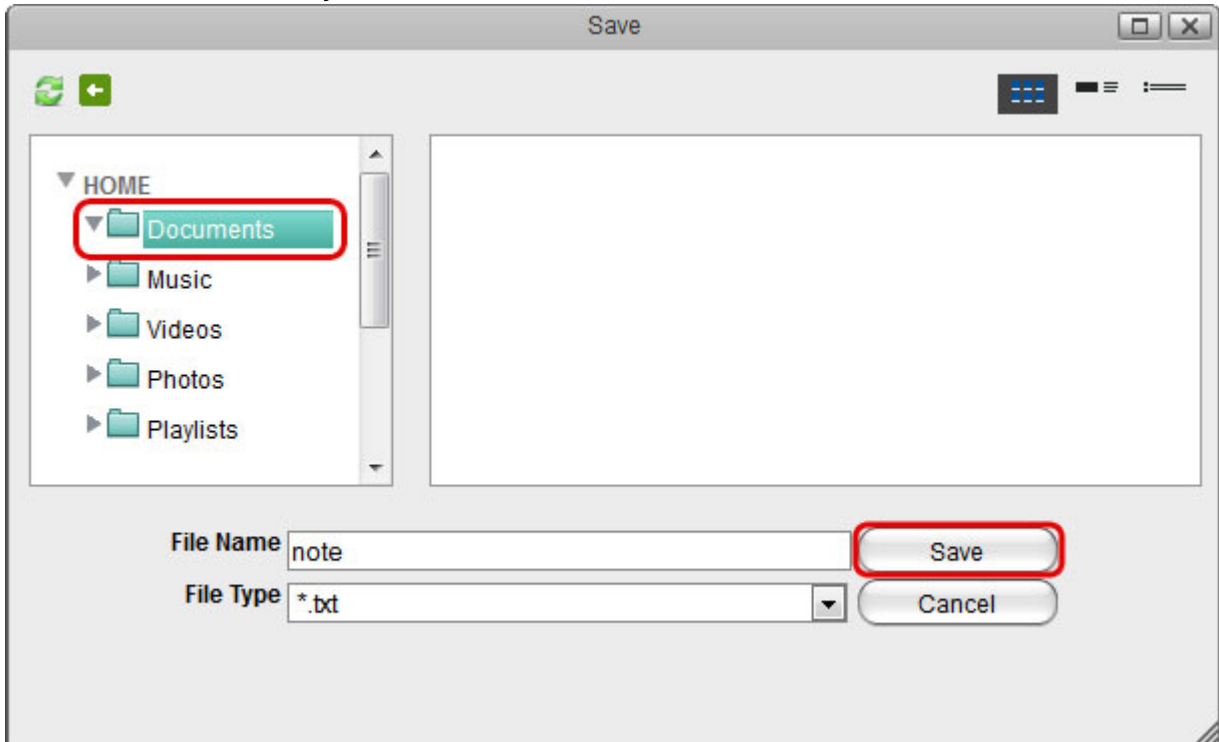 Save
HOME
Documents
Music
Videos
Photos
Playlists
File Name note
Save
File Type *.txt
Cancel